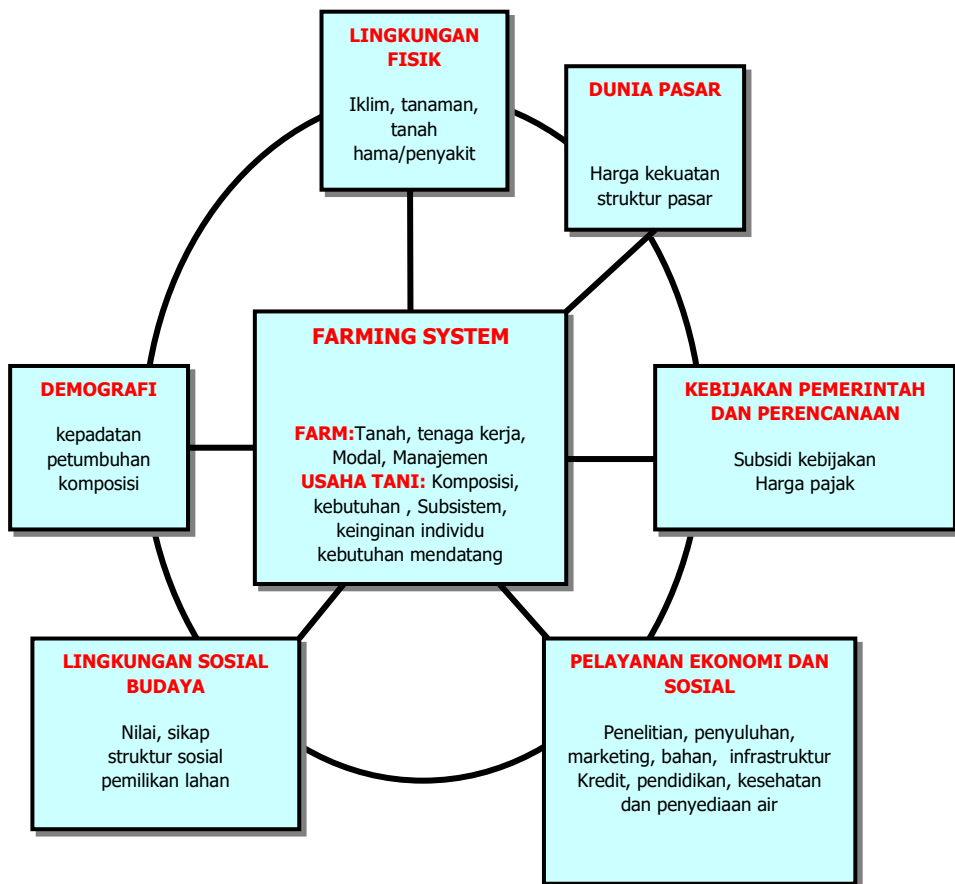 LINGKUNGAN
FISIK
Iklim, tanaman,
tanah
hama/penyakit
DUNIA PASAR
Harga kekuatan
struktur pasar
FARMING SYSTEM
FARM:Tanah, tenaga kerja,
Modal, Manajemen
USAHA TANI: Komposisi,
kebutuhan , Subsistem,
keinginan individu
kebutuhan mendatang
DEMOGRAFI
kepadatan
petumbuhan
komposisi
KEBIJAKAN PEMERINTAH
DAN PERENCANAAN
Subsidi kebijakan
Harga pajak
LINGKUNGAN SOSIAL
BUDAYA
Nilai, sikap
struktur sosial
pemilikan lahan
PELAYANAN EKONOMI DAN
SOSIAL
Penelitian, penyuluhan,
marketing, bahan,  infrastruktur
Kredit, pendidikan, kesehatan
dan penyediaan air